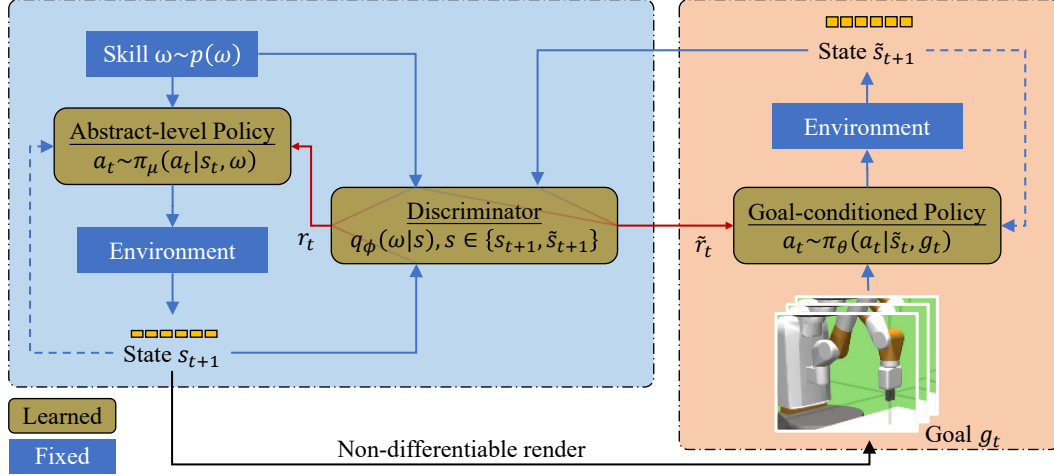 Skill ω~p(ω)
Abstract-level Policy
a_t~π_μ(a_t|s_t, ω)
Environment
State s_{t+1}
r_t
Discriminator
q_ϕ(ω|s), s ∈ {s_{t+1}, s̃_{t+1}}
r̃_t
State s̃_{t+1}
Environment
Goal-conditioned Policy
a_t~π_θ(a_t|s̃_t, g_t)
Goal g_t
Learned
Fixed
Non-differentiable render